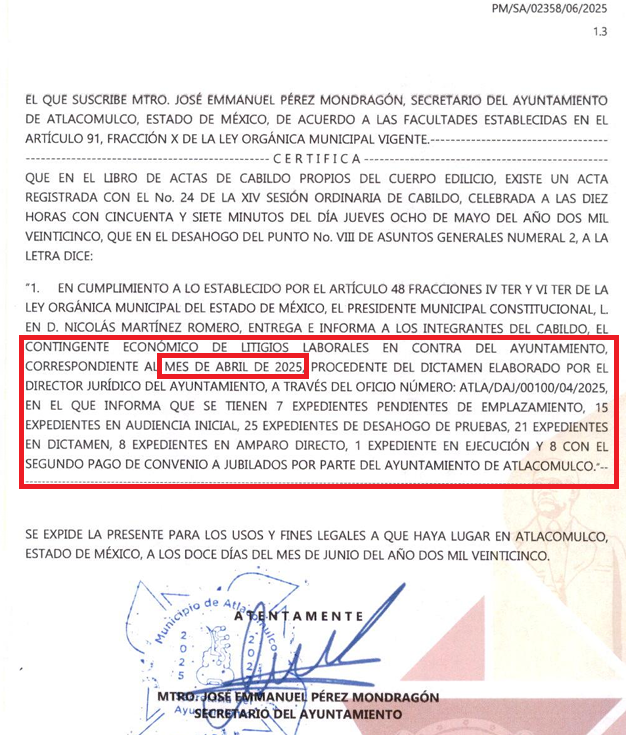 PM/SA/02358/06/2025
1.3
EL QUE SUSCRIBE MTRO. JOSÉ EMMANUEL PÉREZ MONDRAGÓN, SECRETARIO DEL AYUNTAMIENTO
DE ATLACOMULCO, ESTADO DE MÉXICO, DE ACUERDO A LAS FACULTADES ESTABLECIDAS EN EL
ARTÍCULO 91, FRACCIÓN X DE LA LEY ORGÁNICA MUNICIPAL VIGENTE.-----------------------------------
------------------------------------------------ C E R T I F I C A ------------------------------------------------
QUE EN EL LIBRO DE ACTAS DE CABILDO PROPIOS DEL CUERPO EDILICIO, EXISTE UN ACTA
REGISTRADA CON EL No. 24 DE LA XIV SESIÓN ORDINARIA DE CABILDO, CELEBRADA A LAS DIEZ
HORAS CON CINCUENTA Y SIETE MINUTOS DEL DÍA JUEVES OCHO DE MAYO DEL AÑO DOS MIL
VEINTICINCO, QUE EN EL DESAHOGO DEL PUNTO No. VIII DE ASUNTOS GENERALES NUMERAL 2, A LA
LETRA DICE:
“1. EN CUMPLIMIENTO A LO ESTABLECIDO POR EL ARTÍCULO 48 FRACCIONES IV TER Y VI TER DE LA
LEY ORGÁNICA MUNICIPAL DEL ESTADO DE MÉXICO, EL PRESIDENTE MUNICIPAL CONSTITUCIONAL, L.
EN D. NICOLÁS MARTÍNEZ ROMERO, ENTREGA E INFORMA A LOS INTEGRANTES DEL CABILDO, EL
CONTINGENTE ECONÓMICO DE LITIGIOS LABORALES EN CONTRA DEL AYUNTAMIENTO,
CORRESPONDIENTE AL MES DE ABRIL DE 2025, PROCEDENTE DEL DICTAMEN ELABORADO POR EL
DIRECTOR JURÍDICO DEL AYUNTAMIENTO, A TRAVÉS DEL OFICIO NÚMERO: ATLA/DAJ/00100/04/2025,
EN EL QUE INFORMA QUE SE TIENEN 7 EXPEDIENTES PENDIENTES DE EMPLAZAMIENTO, 15
EXPEDIENTES EN AUDIENCIA INICIAL, 25 EXPEDIENTES DE DESAHOGO DE PRUEBAS, 21 EXPEDIENTES
EN DICTAMEN, 8 EXPEDIENTES EN AMPARO DIRECTO, 1 EXPEDIENTE EN EJECUCIÓN Y 8 CON EL
SEGUNDO PAGO DE CONVENIO A JUBILADOS POR PARTE DEL AYUNTAMIENTO DE ATLACOMULCO.”--
SE EXPIDE LA PRESENTE PARA LOS USOS Y FINES LEGALES A QUE HAYA LUGAR EN ATLACOMULCO,
ESTADO DE MÉXICO, A LOS DOCE DÍAS DEL MES DE JUNIO DEL AÑO DOS MIL VEINTICINCO.
Municipio de Atlacomulco
2025
A T E N T A M E N T E
MTRO. JOSÉ EMMANUEL PÉREZ MONDRAGÓN
SECRETARIO DEL AYUNTAMIENTO